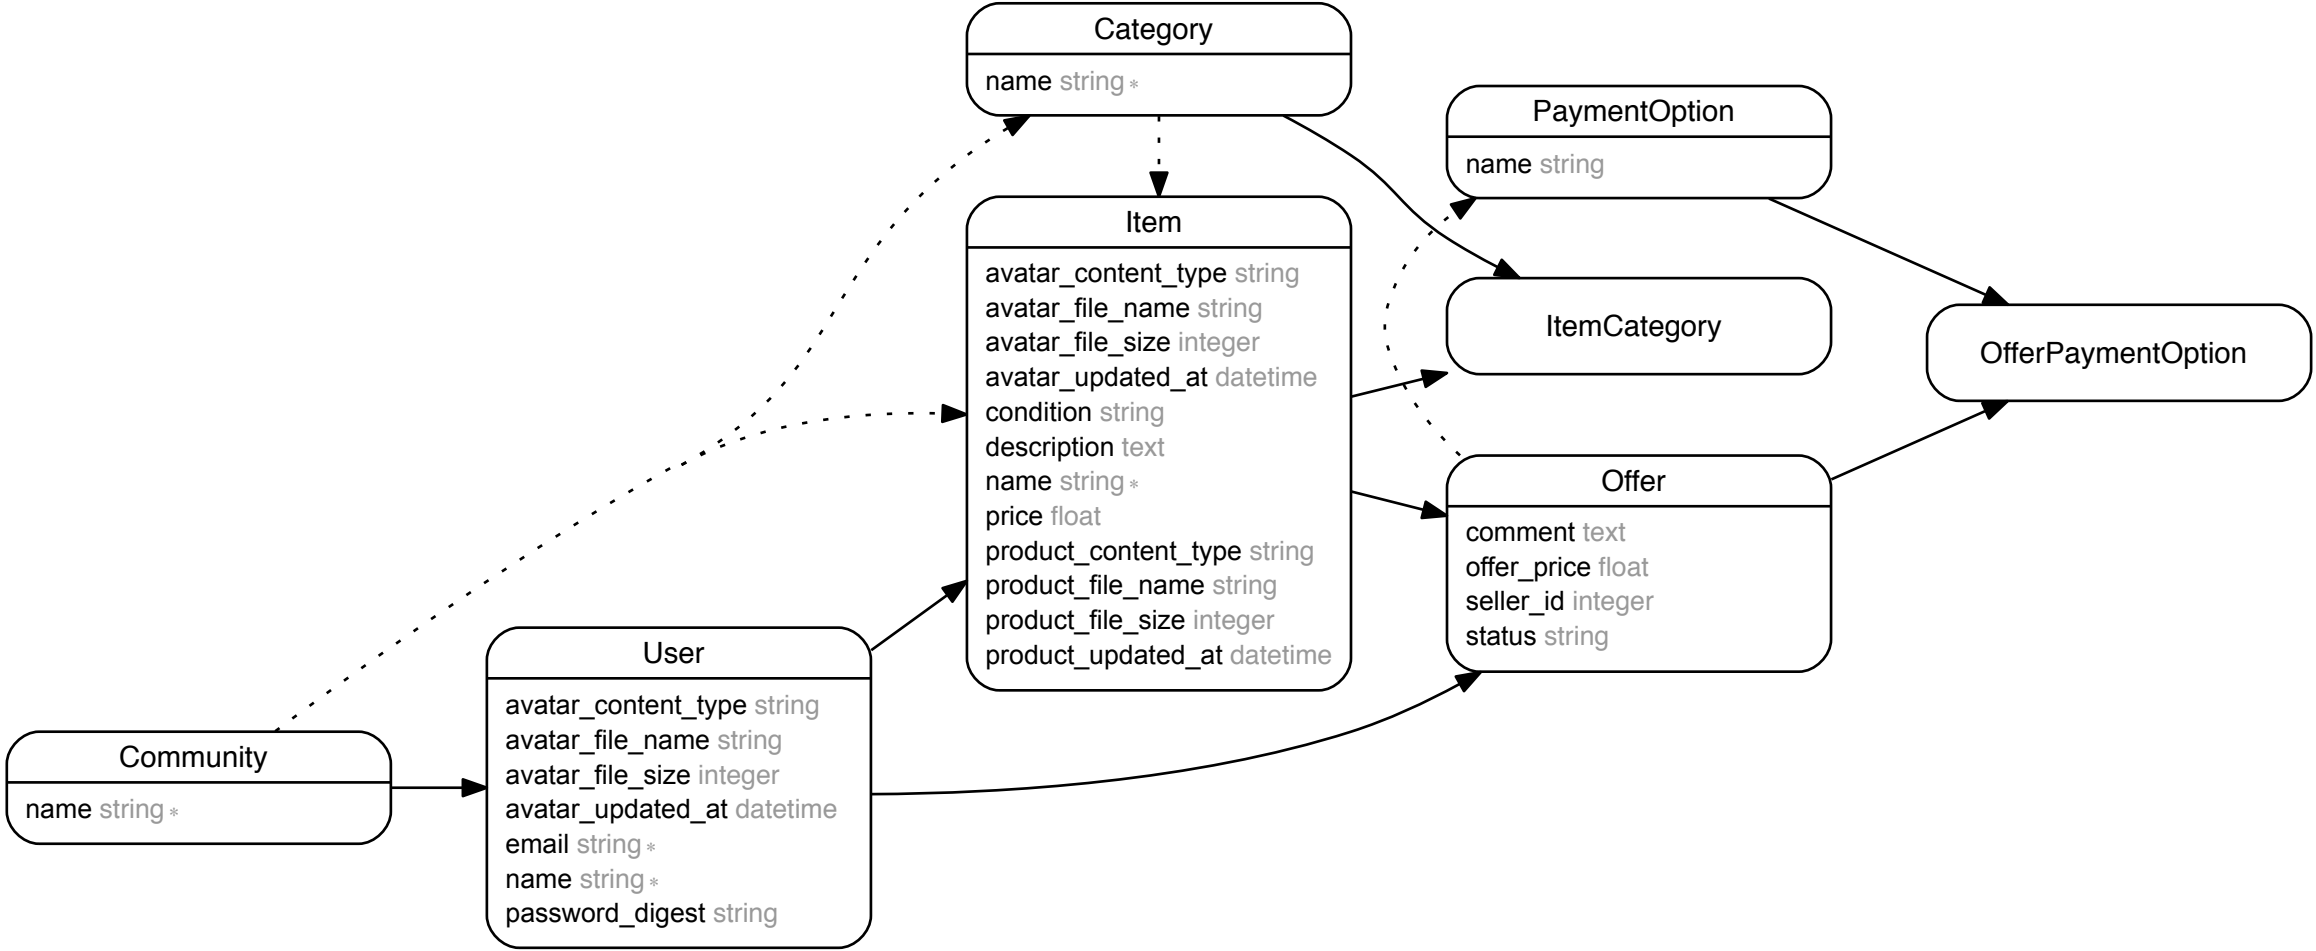 Category
name string *
PaymentOption
name string
Item
avatar_content_type string
avatar_file_name string
avatar_file_size integer
avatar_updated_at datetime
condition string
description text
name string *
price float
product_content_type string
product_file_name string
product_file_size integer
product_updated_at datetime
ItemCategory
OfferPaymentOption
Offer
comment text
offer_price float
seller_id integer
status string
User
avatar_content_type string
avatar_file_name string
avatar_file_size integer
avatar_updated_at datetime
email string *
name string *
password_digest string
Community
name string *